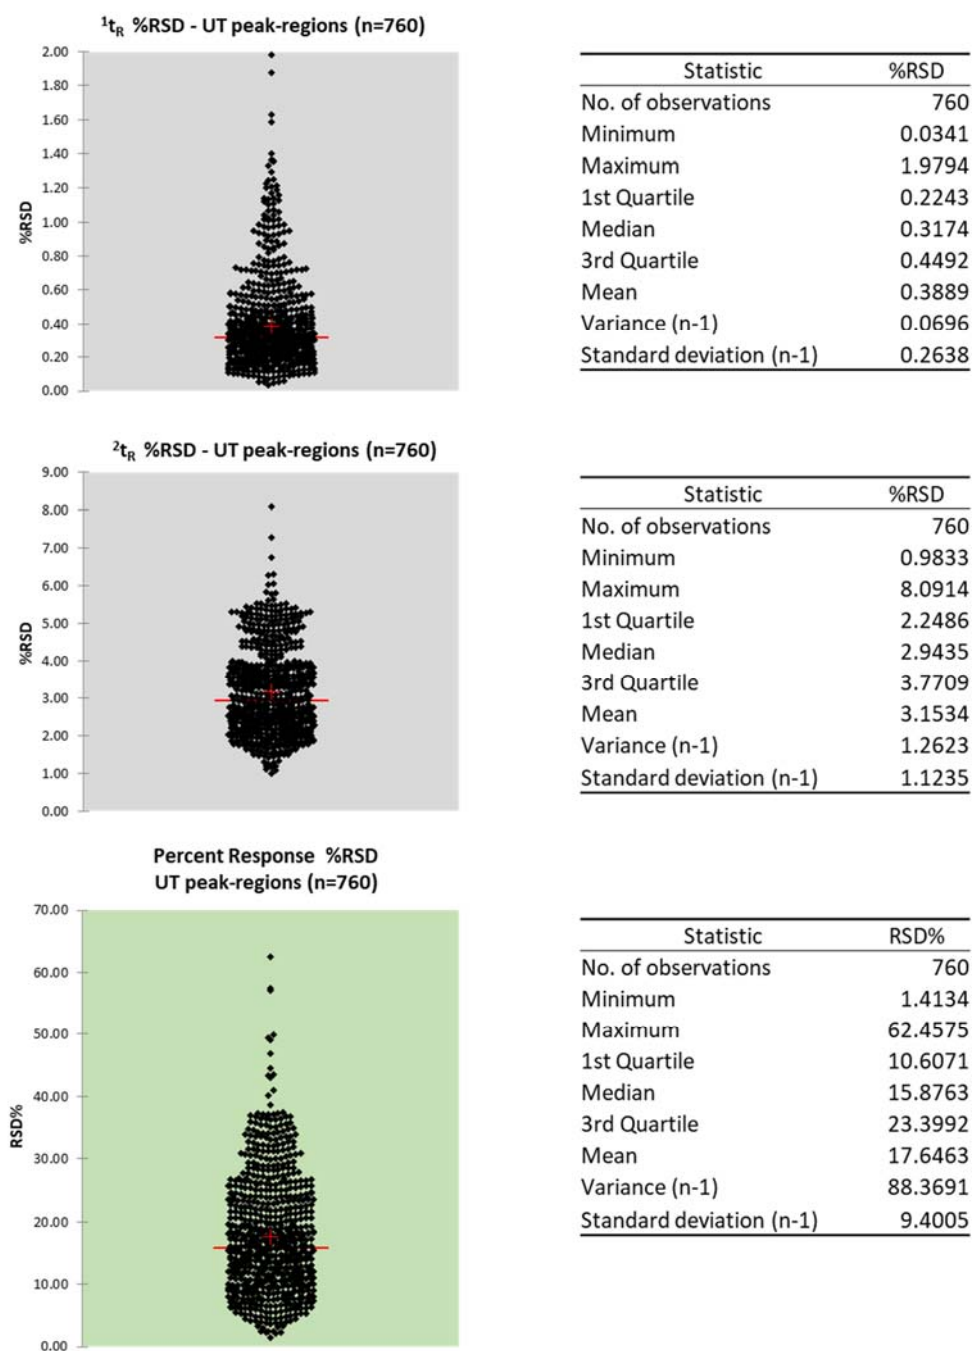 ¹tR %RSD - UT peak-regions (n=760)
2.00
1.80
1.60
1.40
1.20
1.00
0.80
0.60
0.40
0.20
0.00
%RSD
Statistic %RSD
No. of observations 760
Minimum 0.0341
Maximum 1.9794
1st Quartile 0.2243
Median 0.3174
3rd Quartile 0.4492
Mean 0.3889
Variance (n-1) 0.0696
Standard deviation (n-1) 0.2638
²tR %RSD - UT peak-regions (n=760)
9.00
8.00
7.00
6.00
5.00
4.00
3.00
2.00
1.00
0.00
%RSD
Statistic %RSD
No. of observations 760
Minimum 0.9833
Maximum 8.0914
1st Quartile 2.2486
Median 2.9435
3rd Quartile 3.7709
Mean 3.1534
Variance (n-1) 1.2623
Standard deviation (n-1) 1.1235
Percent Response %RSD
UT peak-regions (n=760)
70.00
60.00
50.00
40.00
30.00
20.00
10.00
0.00
RSD%
Statistic RSD%
No. of observations 760
Minimum 1.4134
Maximum 62.4575
1st Quartile 10.6071
Median 15.8763
3rd Quartile 23.3992
Mean 17.6463
Variance (n-1) 88.3691
Standard deviation (n-1) 9.4005